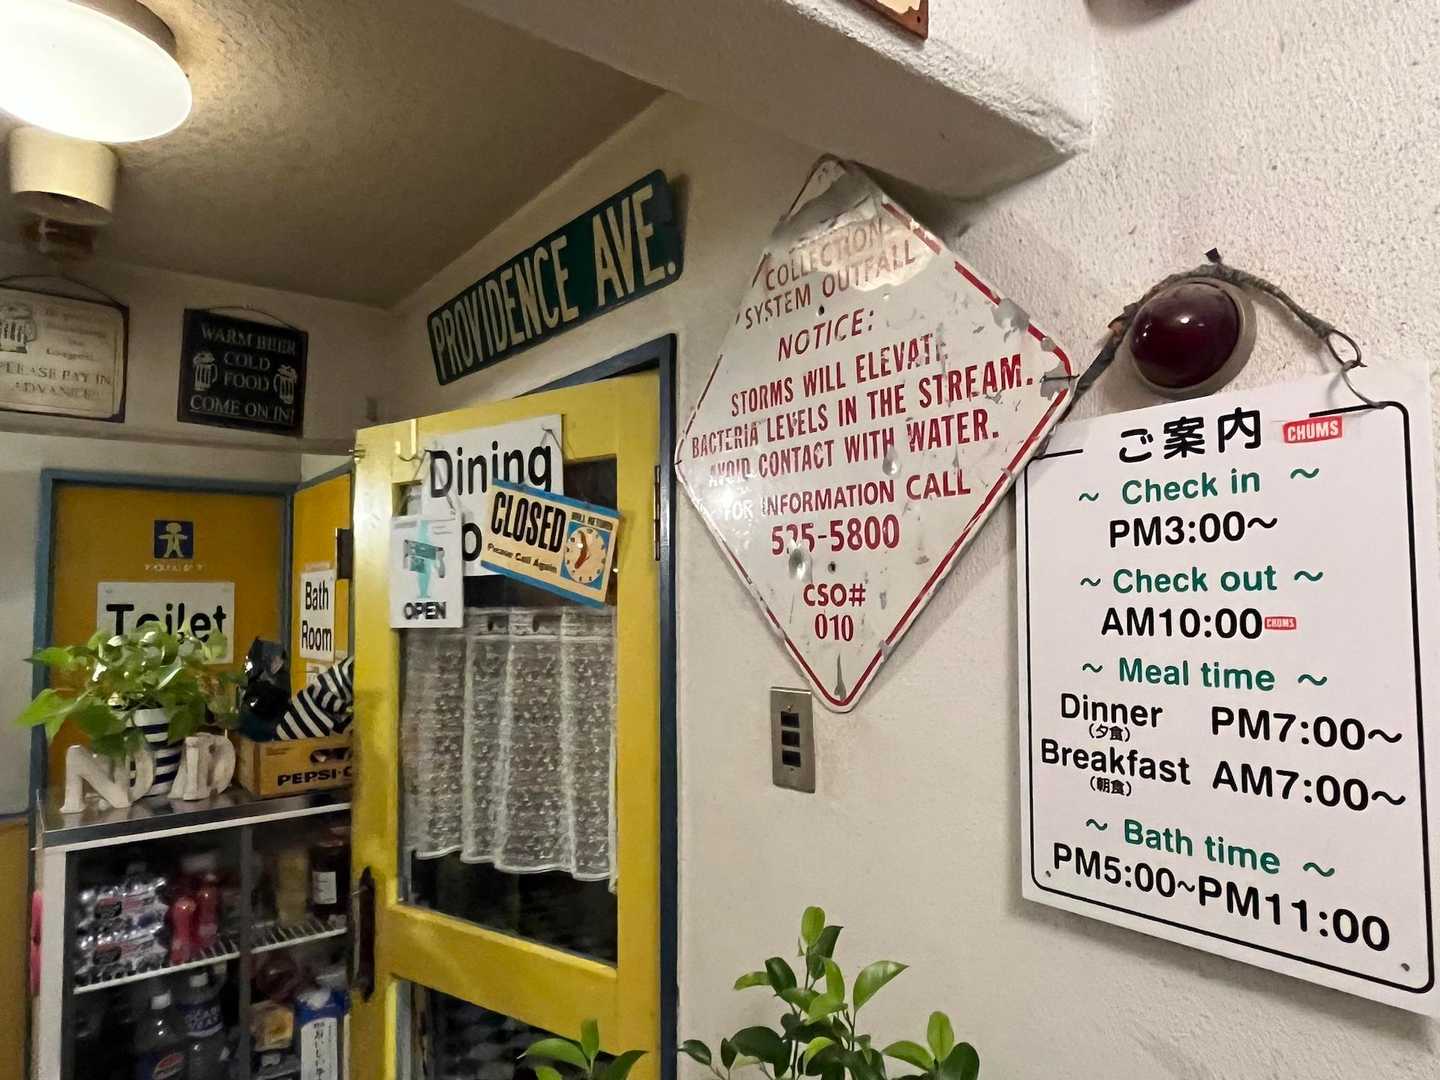 PLEASE PAY IN
ADVANCE!
WARM BEER
COLD
FOOD
COME ON IN!
PROVIDENCE AVE.
Toilet
Bath
Room
Dining
CLOSED
Please Call Again
WILL RETURN
OPEN
PEPSI-C
COLLECTION
SYSTEM OUTFALL
NOTICE:
STORMS WILL ELEVATE
BACTERIA LEVELS IN THE STREAM.
AVOID CONTACT WITH WATER.
FOR INFORMATION CALL
525-5800
CSO#
010
ご案内 CHUMS
~ Check in ~
PM3:00~
~ Check out ~
AM10:00 CHUMS
~ Meal time ~
Dinner PM7:00~
(夕食)
Breakfast AM7:00~
(朝食)
~ Bath time ~
PM5:00~PM11:00